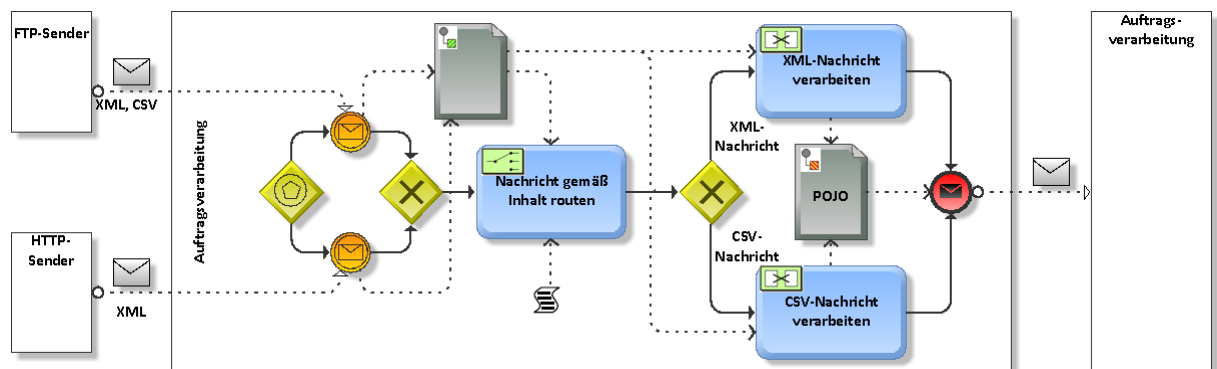 FTP-Sender
XML, CSV
HTTP-
Sender
XML
Auftragsverarbeitung
Nachricht gemäß
Inhalt routen
XML-
Nachricht
CSV-
Nachricht
XML-Nachricht
verarbeiten
POJO
CSV-Nachricht
verarbeiten
Auftrags-
verarbeitung